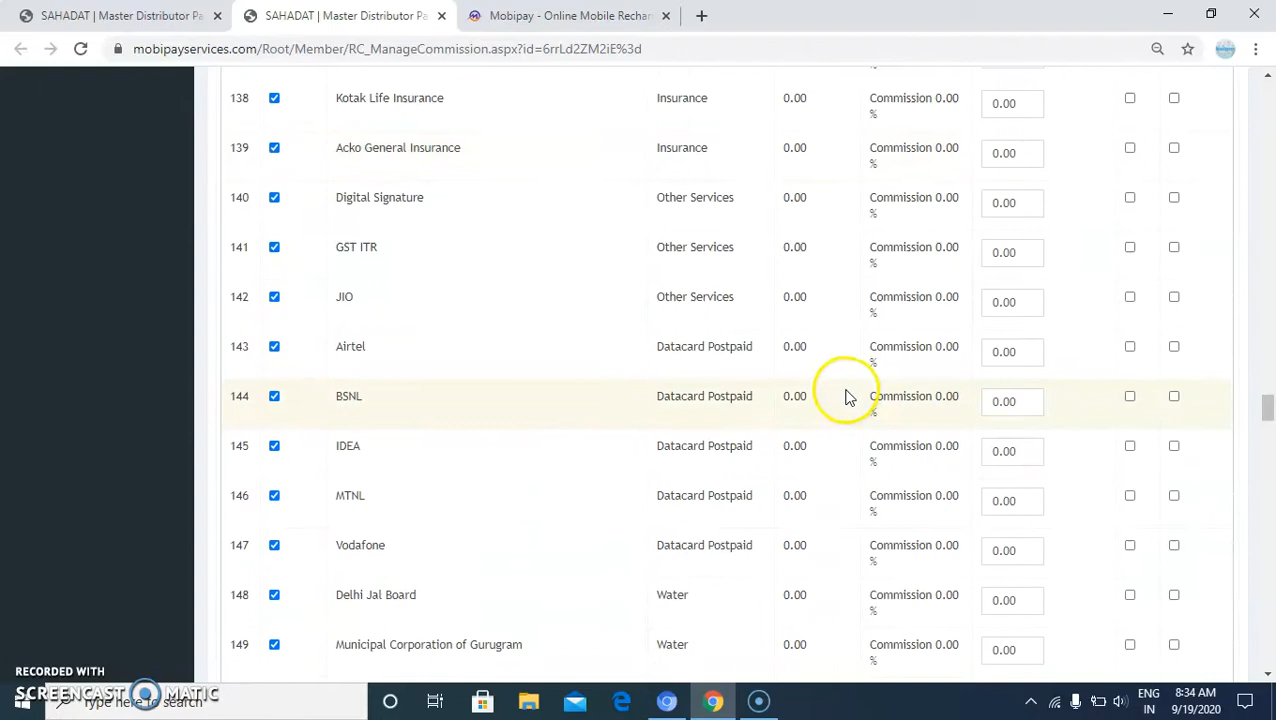 SAHADAT | Master Distributor Pa
SAHADAT | Master Distributor Pa
Mobipay - Online Mobile Rechar
mobipayservices.com/Root/Member/RC_ManageCommission.aspx?id=6rrLd2ZM2iE%3d
%
138 Kotak Life Insurance Insurance 0.00 Commission 0.00 % 0.00
139 Acko General Insurance Insurance 0.00 Commission 0.00 % 0.00
140 Digital Signature Other Services 0.00 Commission 0.00 % 0.00
141 GST ITR Other Services 0.00 Commission 0.00 % 0.00
142 JIO Other Services 0.00 Commission 0.00 % 0.00
143 Airtel Datacard Postpaid 0.00 Commission 0.00 % 0.00
144 BSNL Datacard Postpaid 0.00 Commission 0.00 % 0.00
145 IDEA Datacard Postpaid 0.00 Commission 0.00 % 0.00
146 MTNL Datacard Postpaid 0.00 Commission 0.00 % 0.00
147 Vodafone Datacard Postpaid 0.00 Commission 0.00 % 0.00
148 Delhi Jal Board Water 0.00 Commission 0.00 % 0.00
149 Municipal Corporation of Gurugram Water 0.00 Commission 0.00 % 0.00
RECORDED WITH
SCREENCAST MATIC
Type here to search
ENG
IN
8:34 AM
9/19/2020